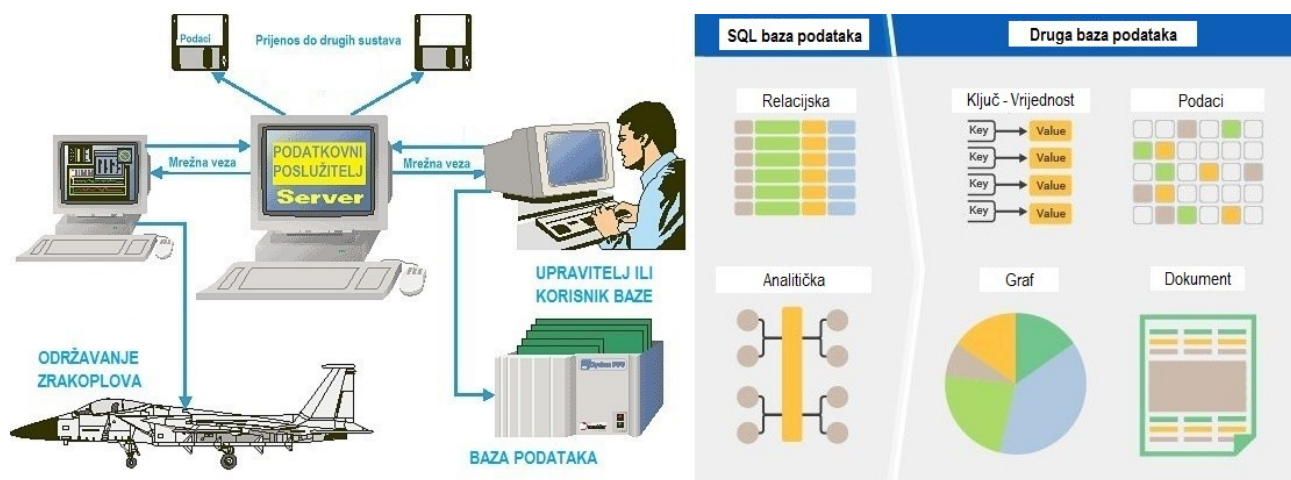 Podaci
Prijenos do drugih sustava
Mrežna veza
PODATKOVNI
POSLUŽITELJ
Server
Mrežna veza
UPRAVITELJ ILI
KORISNIK BAZE
ODRŽAVANJE
ZRAKOPLOVA
BAZA PODATAKA
SQL baza podataka
Druga baza podataka
Relacijska
Ključ - Vrijednost
Podaci
Key
Value
Key
Value
Key
Value
Key
Value
Analitička
Graf
Dokument